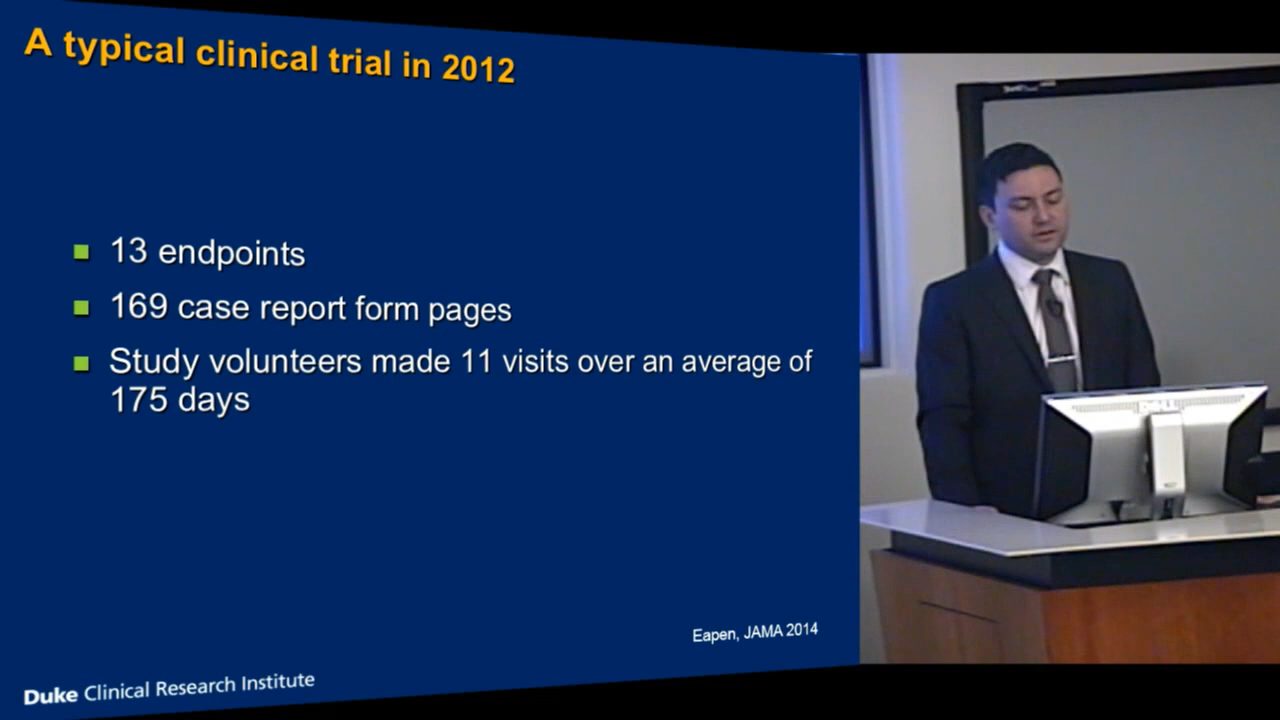 A typical clinical trial in 2012
13 endpoints
169 case report form pages
Study volunteers made 11 visits over an average of
175 days
Eapen, JAMA 2014
Duke Clinical Research Institute
DELL